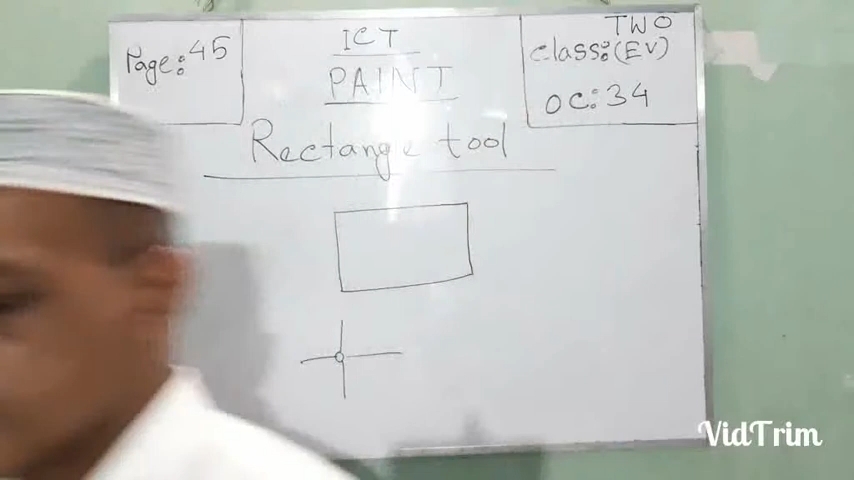 Page: 45
ICT
PAINT
TWO
class: (EV)
OC: 34
Rectangle tool
VidTrim